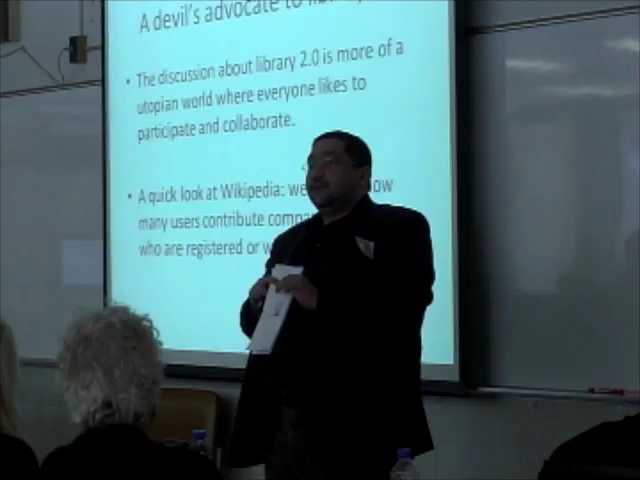 A devil's advocate to
• The discussion about library 2.0 is more of a
utopian world where everyone likes to
participate and collaborate.
• A quick look at Wikipedia:
many users contribute
who are registered or